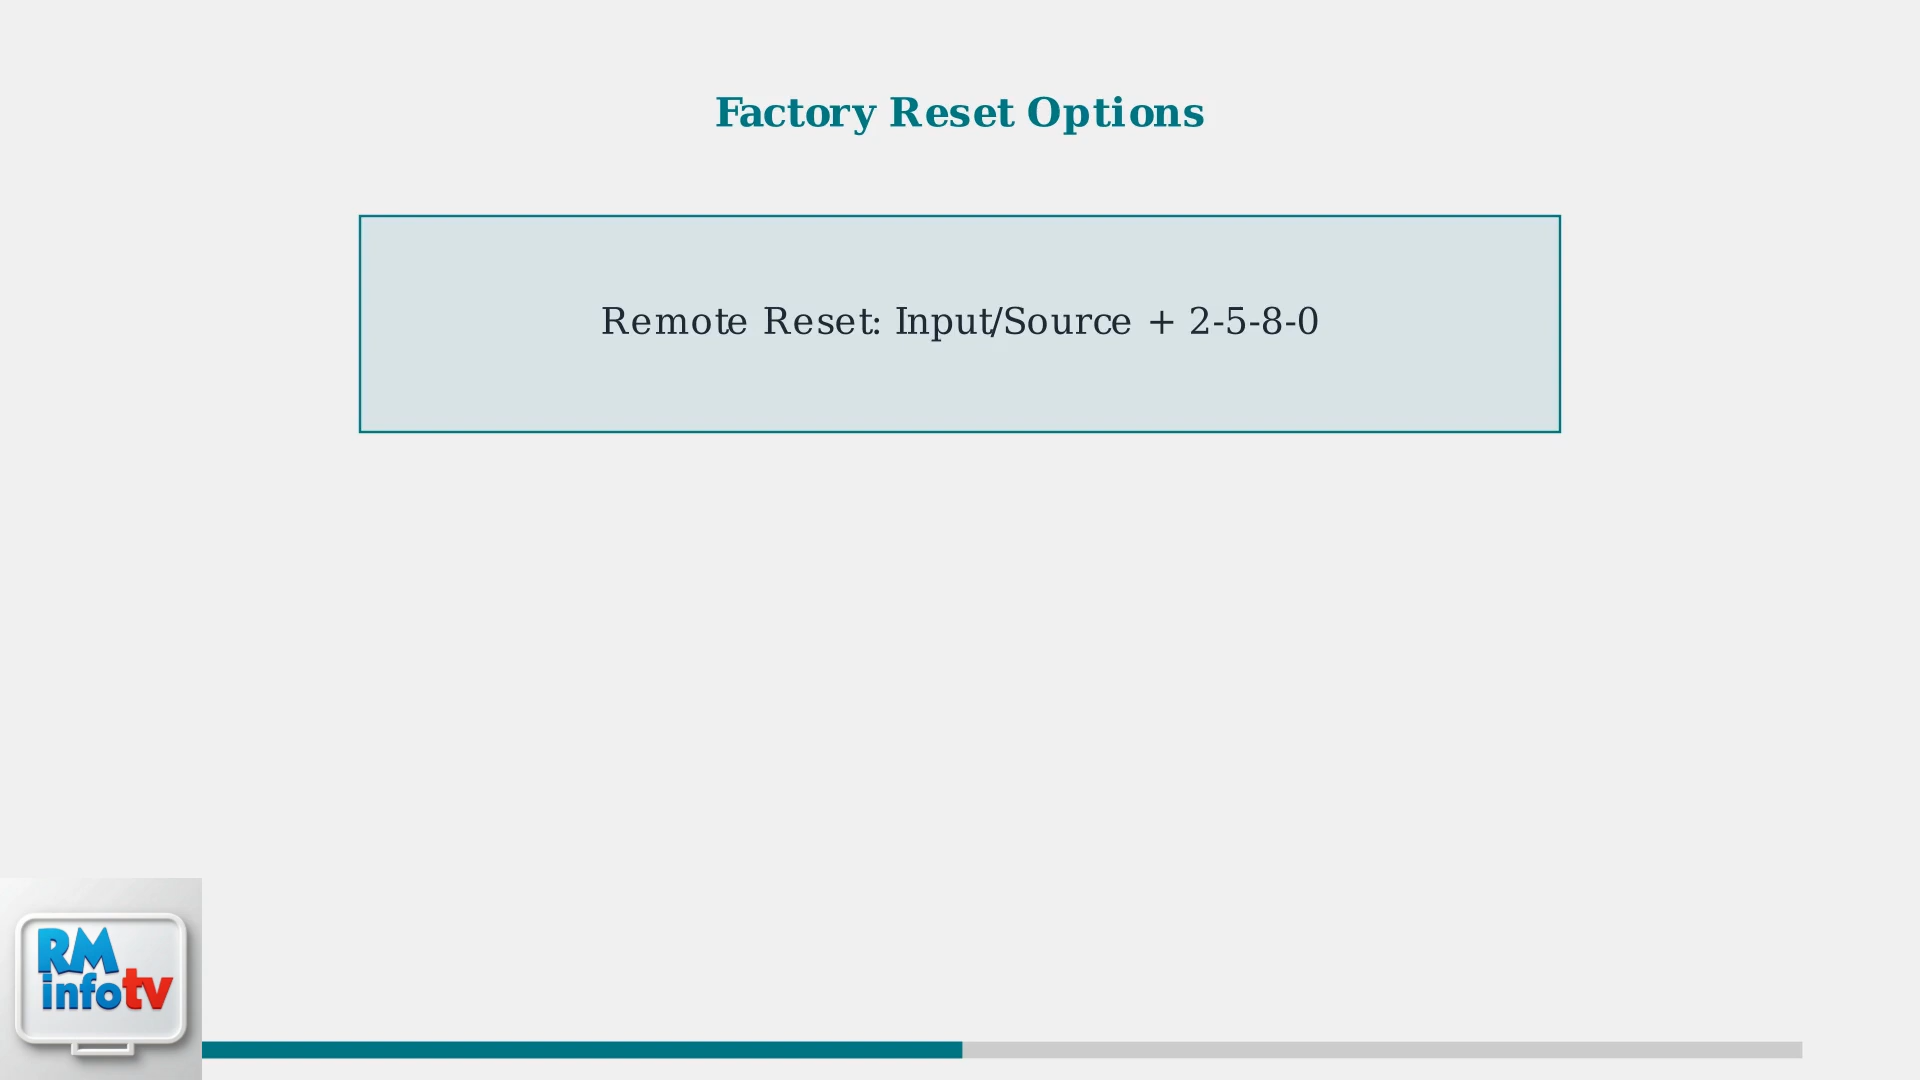 Factory Reset Options
Remote Reset: Input/Source + 2-5-8-0
RM
infotv